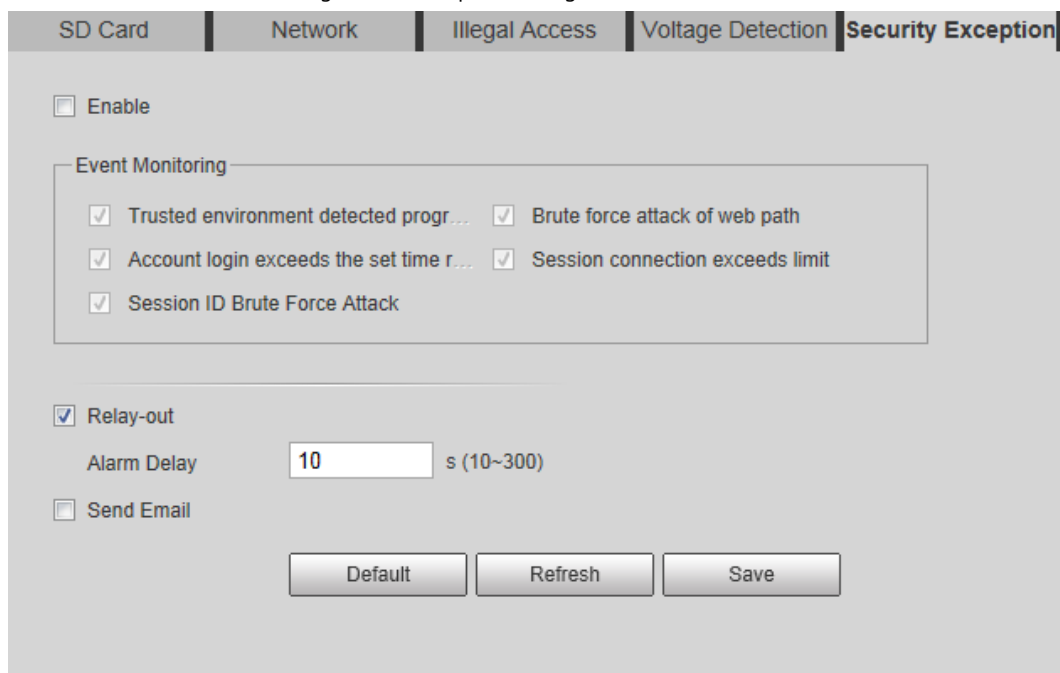 SD Card Network Illegal Access Voltage Detection Security Exception
Enable
Event Monitoring
Trusted environment detected progr... Brute force attack of web path
Account login exceeds the set time r... Session connection exceeds limit
Session ID Brute Force Attack
Relay-out
Alarm Delay 10 s (10~300)
Send Email
Default Refresh Save